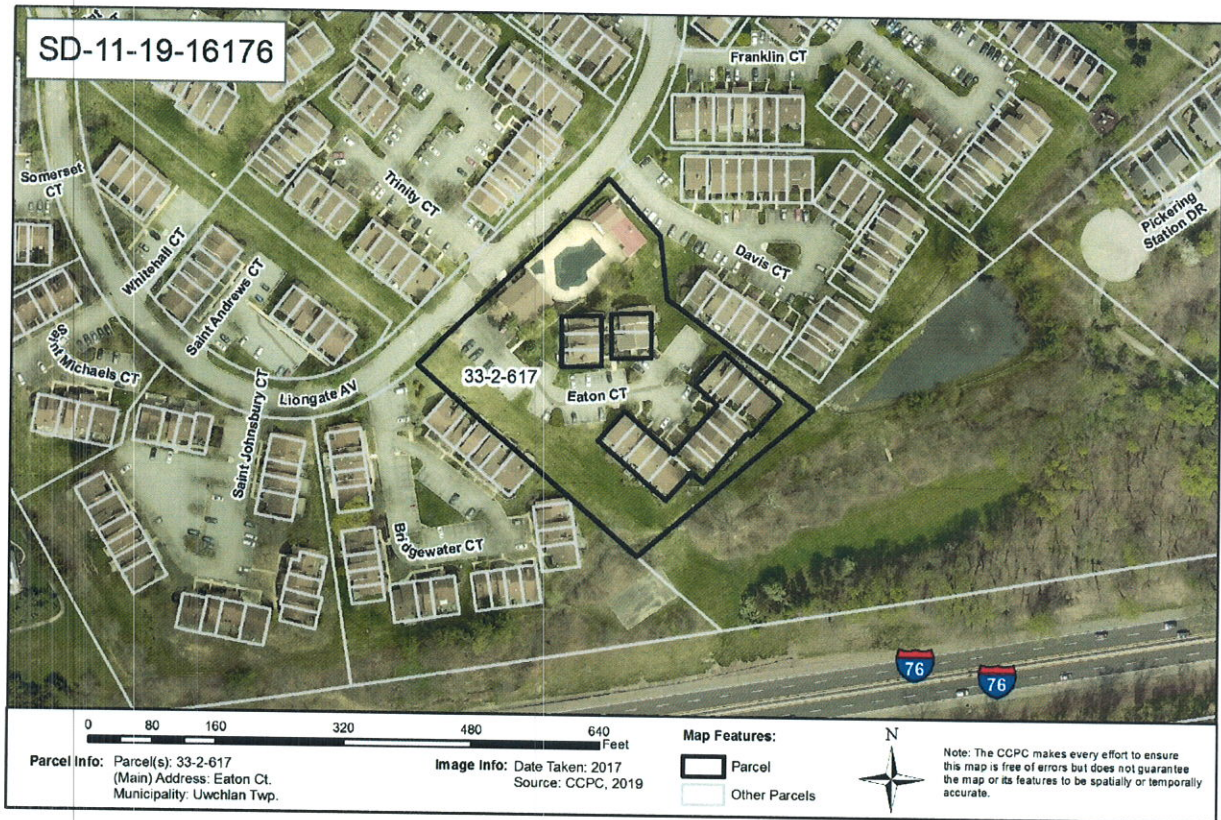 SD-11-19-16176
Franklin CT
Somerset
CT
Trinity CT
Pickering
Station DR
Whitehall CT
Davis CT
Saint Andrews CT
Saint Michaels CT
33-2-617
Eaton CT
Liongate AV
Saint Johnsbury CT
Bridgewater CT
76
76
0 80 160 320 480 640
Feet
Parcel Info: Parcel(s): 33-2-617
(Main) Address: Eaton Ct.
Municipality: Uwchlan Twp.
Image Info: Date Taken: 2017
Source: CCPC, 2019
Map Features:
Parcel
Other Parcels
N
Note: The CCPC makes every effort to ensure
this map is free of errors but does not guarantee
the map or its features to be spatially or temporally
accurate.